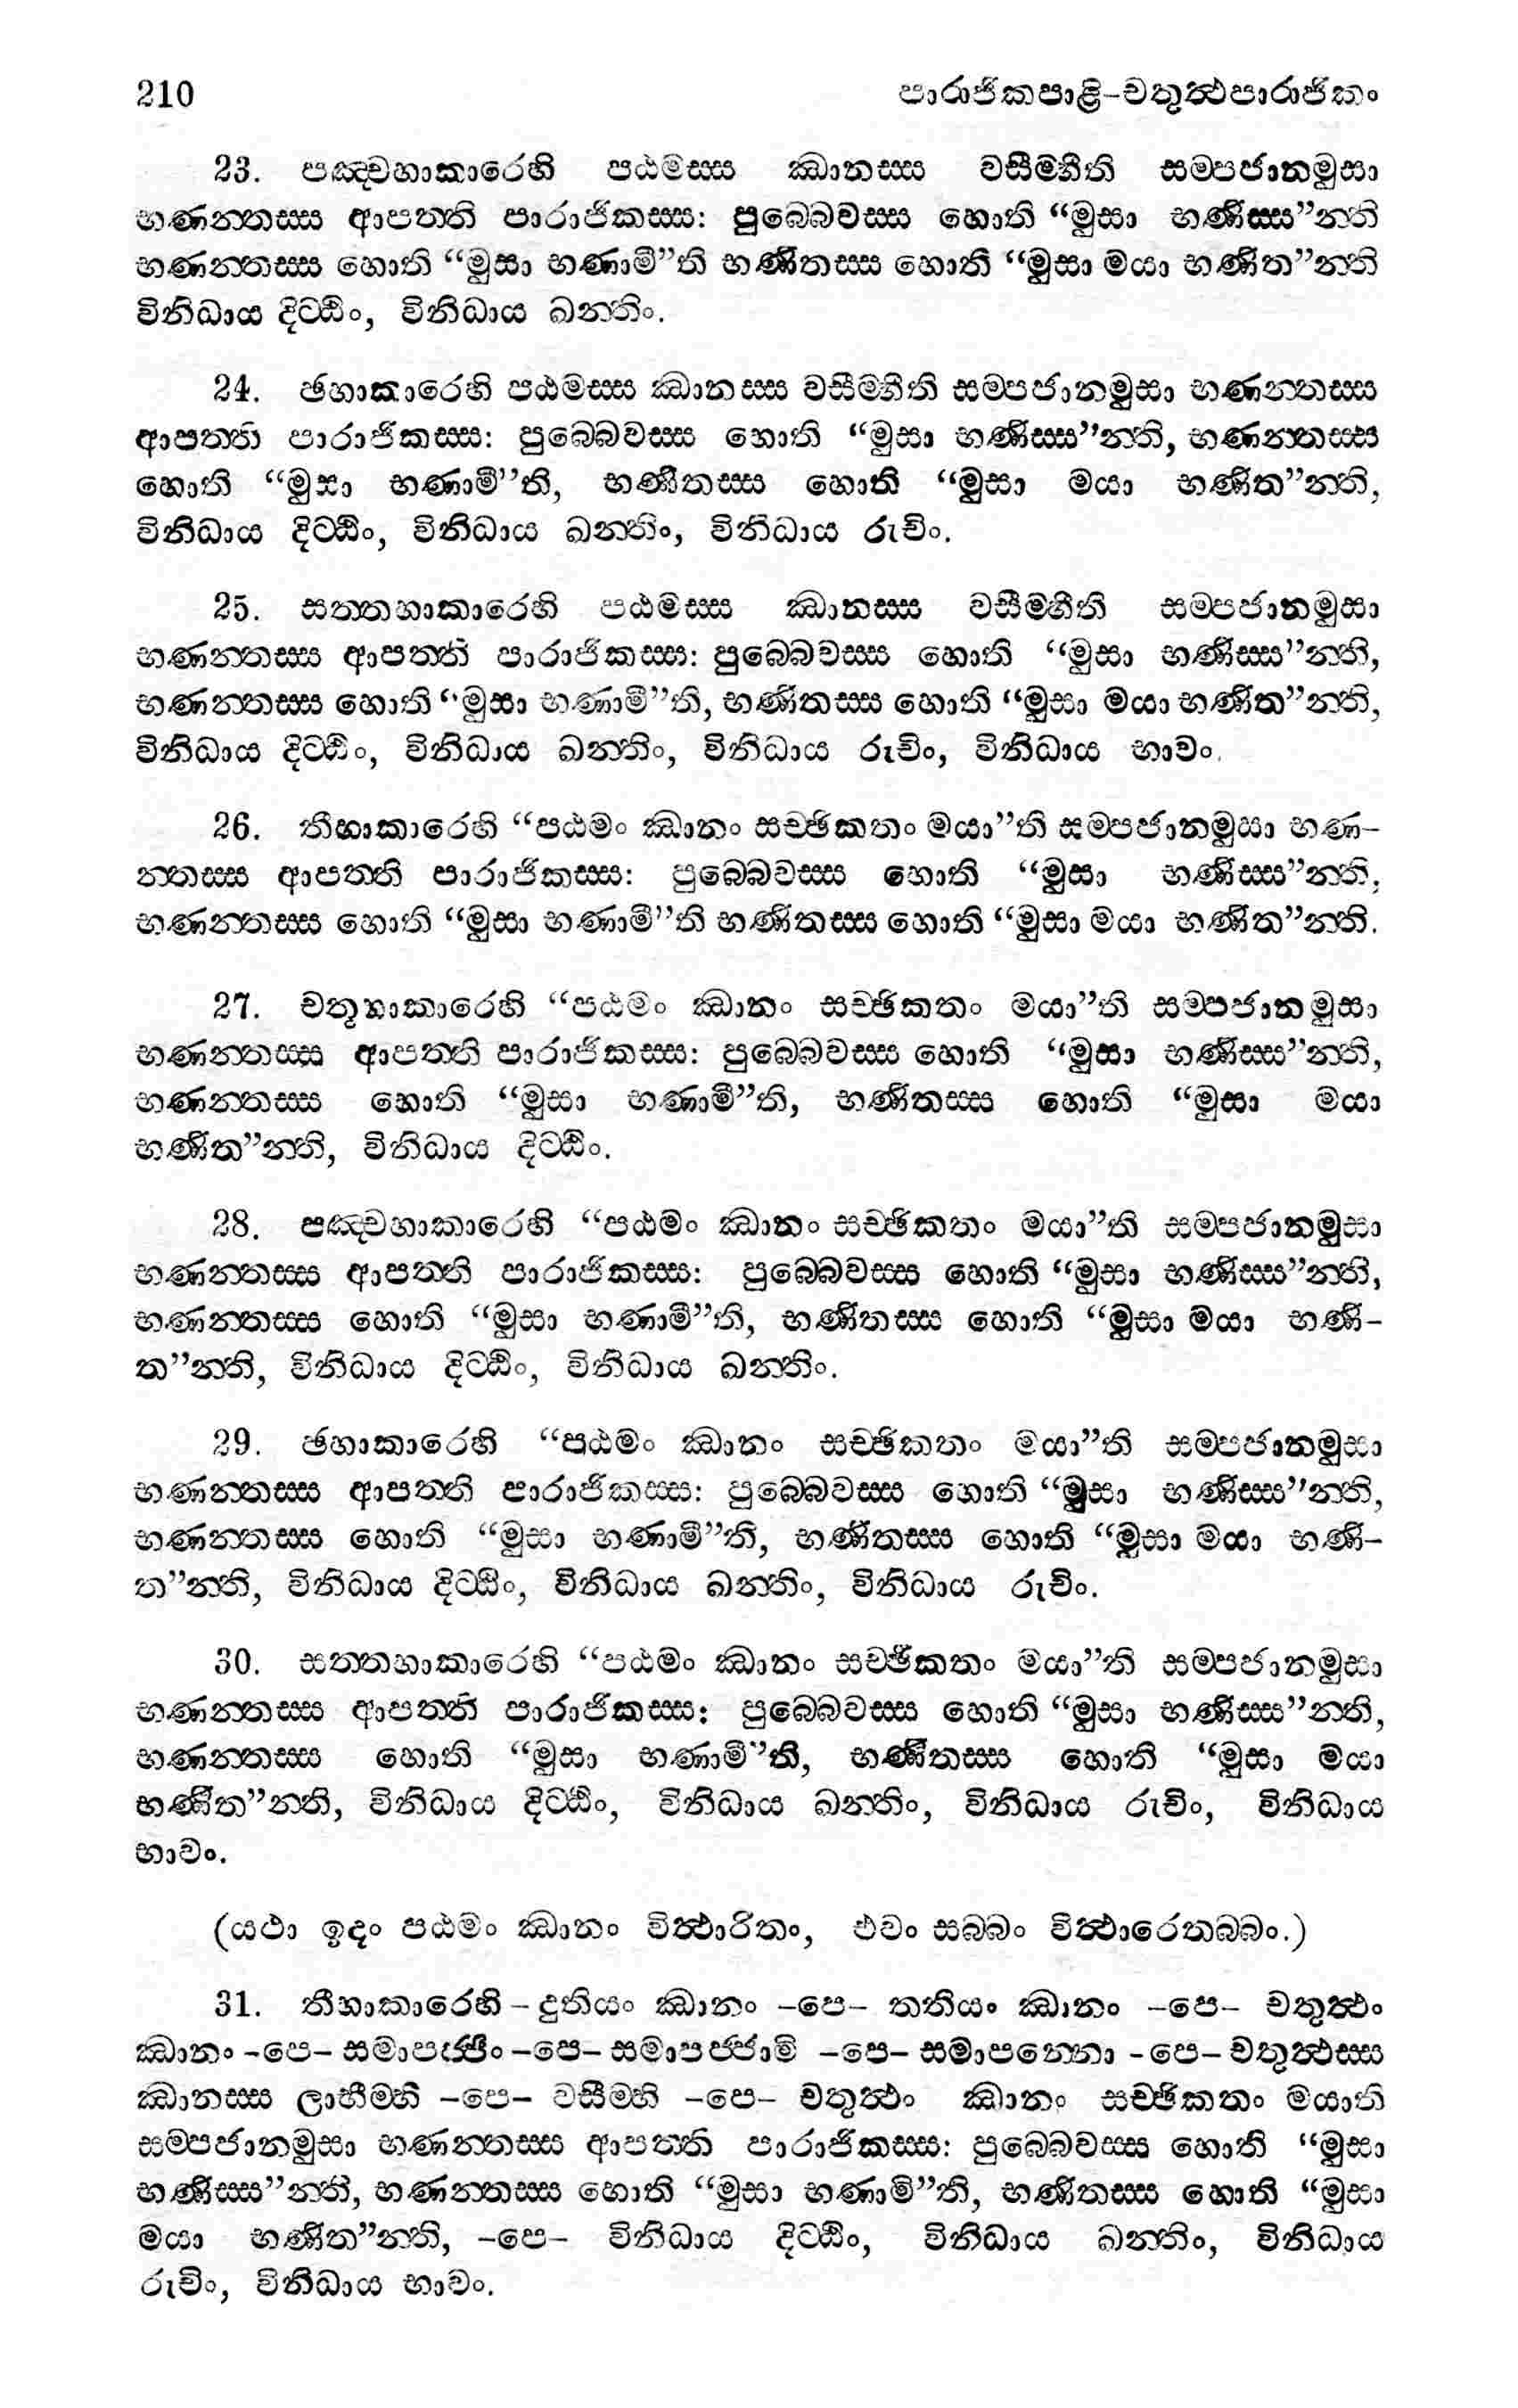 210 පාරාජිකපාළි-චතුත්‍ථපාරාජිකං
23. පඤ්චහාකාරෙහි පඨමස්ස ඣානස්ස වසීම්හීති සම්පජානමුසා
භණන්තස්ස ආපත්ති පාරාජිකස්ස: පුබ්බෙවස්ස හොති “මුසා භණිස්ස”න්ති
භණන්තස්ස හොති “මුසා භණාමී”ති භණිතස්ස හොති “මුසා මයා භණිත”න්ති
විනිධාය දිට්ඨිං, විනිධාය ඛන්තිං.
24. ඡහාකාරෙහි පඨමස්ස ඣානස්ස වසීම්හීති සම්පජානමුසා භණන්තස්ස
ආපත්ති පාරාජිකස්ස: පුබ්බෙවස්ස හොති “මුසා භණිස්ස”න්ති, භණන්තස්ස
හොති “මුසා භණාමී”ති, භණිතස්ස හොති “මුසා මයා භණිත”න්ති,
විනිධාය දිට්ඨිං, විනිධාය ඛන්තිං, විනිධාය රුචිං.
25. සත්තහාකාරෙහි පඨමස්ස ඣානස්ස වසීම්හීති සම්පජානමුසා
භණන්තස්ස ආපත්ති පාරාජිකස්ස: පුබ්බෙවස්ස හොති “මුසා භණිස්ස”න්ති,
භණන්තස්ස හොති “මුසා භණාමී”ති, භණිතස්ස හොති “මුසා මයා භණිත”න්ති,
විනිධාය දිට්ඨිං, විනිධාය ඛන්තිං, විනිධාය රුචිං, විනිධාය භාවං.
26. තීහාකාරෙහි “පඨමං ඣානං සච්ඡිකතං මයා”ති සම්පජානමුසා භණ-
න්තස්ස ආපත්ති පාරාජිකස්ස: පුබ්බෙවස්ස හොති “මුසා භණිස්ස”න්ති,
භණන්තස්ස හොති “මුසා භණාමී”ති භණිතස්ස හොති “මුසා මයා භණිත”න්ති.
27. චතූහාකාරෙහි “පඨමං ඣානං සච්ඡිකතං මයා”ති සම්පජානමුසා
භණන්තස්ස ආපත්ති පාරාජිකස්ස: පුබ්බෙවස්ස හොති “මුසා භණිස්ස”න්ති,
භණන්තස්ස හොති “මුසා භණාමී”ති, භණිතස්ස හොති “මුසා මයා
භණිත”න්ති, විනිධාය දිට්ඨිං.
28. පඤ්චහාකාරෙහි “පඨමං ඣානං සච්ඡිකතං මයා”ති සම්පජානමුසා
භණන්තස්ස ආපත්ති පාරාජිකස්ස: පුබ්බෙවස්ස හොති “මුසා භණිස්ස”න්ති,
භණන්තස්ස හොති “මුසා භණාමී”ති, භණිතස්ස හොති “මුසා මයා භණි-
ත”න්ති, විනිධාය දිට්ඨිං, විනිධාය ඛන්තිං.
29. ඡහාකාරෙහි “පඨමං ඣානං සච්ඡිකතං මයා”ති සම්පජානමුසා
භණන්තස්ස ආපත්ති පාරාජිකස්ස: පුබ්බෙවස්ස හොති “මුසා භණිස්ස”න්ති,
භණන්තස්ස හොති “මුසා භණාමී”ති, භණිතස්ස හොති “මුසා මයා භණි-
ත”න්ති, විනිධාය දිට්ඨිං, විනිධාය ඛන්තිං, විනිධාය රුචිං.
30. සත්තහාකාරෙහි “පඨමං ඣානං සච්ඡිකතං මයා”ති සම්පජානමුසා
භණන්තස්ස ආපත්ති පාරාජිකස්ස: පුබ්බෙවස්ස හොති “මුසා භණිස්ස”න්ති,
භණන්තස්ස හොති “මුසා භණාමී”ති, භණිතස්ස හොති “මුසා මයා
භණිත”න්ති, විනිධාය දිට්ඨිං, විනිධාය ඛන්තිං, විනිධාය රුචිං, විනිධාය
භාවං.
(යථා ඉදං පඨමං ඣානං විත්‍ථාරිතං, එවං සබ්බං විත්‍ථාරෙතබ්බං.)
31. තීහාකාරෙහි – දුතියං ඣානං –පෙ– තතියං ඣානං –පෙ– චතුත්‍ථං
ඣානං –පෙ– සමාපජ්ජිං –පෙ– සමාපජ්ජාමි –පෙ– සමාපන්නො –පෙ– චතුත්‍ථස්ස
ඣානස්ස ලාභීම්හි –පෙ– වසීම්හි –පෙ– චතුත්‍ථං ඣානං සච්ඡිකතං මයාති
සම්පජානමුසා භණන්තස්ස ආපත්ති පාරාජිකස්ස: පුබ්බෙවස්ස හොති “මුසා
භණිස්ස”න්ති, භණන්තස්ස හොති “මුසා භණාමි”ති, භණිතස්ස හොති “මුසා
මයා භණිත”න්ති, –පෙ– විනිධාය දිට්ඨිං, විනිධාය ඛන්තිං, විනිධාය
රුචිං, විනිධාය භාවං.